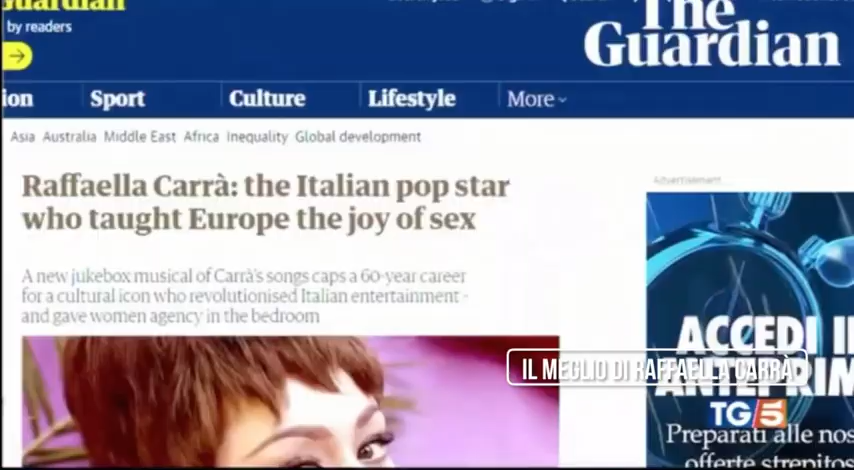 Guardian
The
by readers
Guardian
ion Sport Culture Lifestyle More
Asia Australia Middle East Africa Inequality Global development
Advertisement
Raffaella Carrà: the Italian pop star
who taught Europe the joy of sex
A new jukebox musical of Carrà's songs caps a 60-year career
for a cultural icon who revolutionised Italian entertainment -
and gave women agency in the bedroom
ACCEDI
IL MEGLIO DI RAFFAELLA CARRÀ
TG5
Preparati alle nos
offerte strepitos